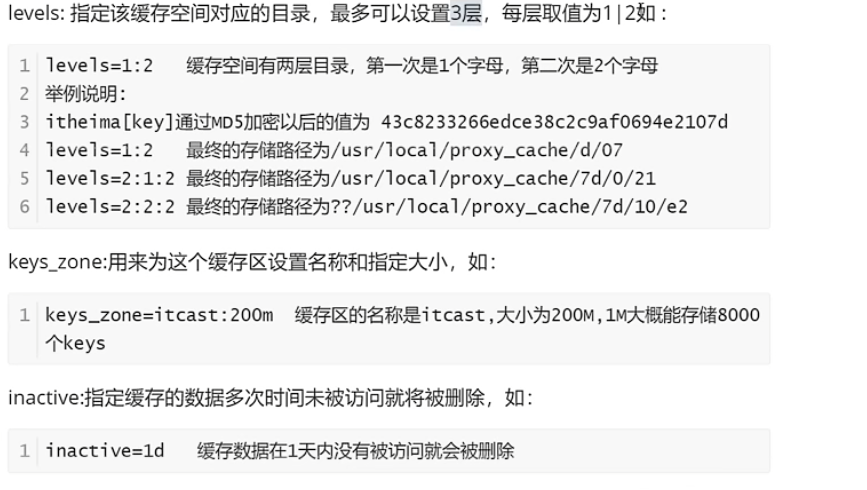 levels: 指定该缓存空间对应的目录，最多可以设置3层，每层取值为1|2如：
1 levels=1:2 缓存空间有两层目录，第一次是1个字母，第二次是2个字母
2 举例说明:
3 itheima[key]通过MD5加密以后的值为 43c8233266edce38c2c9af0694e2107d
4 levels=1:2 最终的存储路径为/usr/local/proxy_cache/d/07
5 levels=2:1:2 最终的存储路径为/usr/local/proxy_cache/7d/0/21
6 levels=2:2:2 最终的存储路径为??/usr/local/proxy_cache/7d/10/e2
keys_zone:用来为这个缓存区设置名称和指定大小，如：
1 keys_zone=itcast:200m 缓存区的名称是itcast,大小为200M,1M大概能存储8000
个keys
inactive:指定缓存的数据多次时间未被访问就将被删除，如：
1 inactive=1d 缓存数据在1天内没有被访问就会被删除